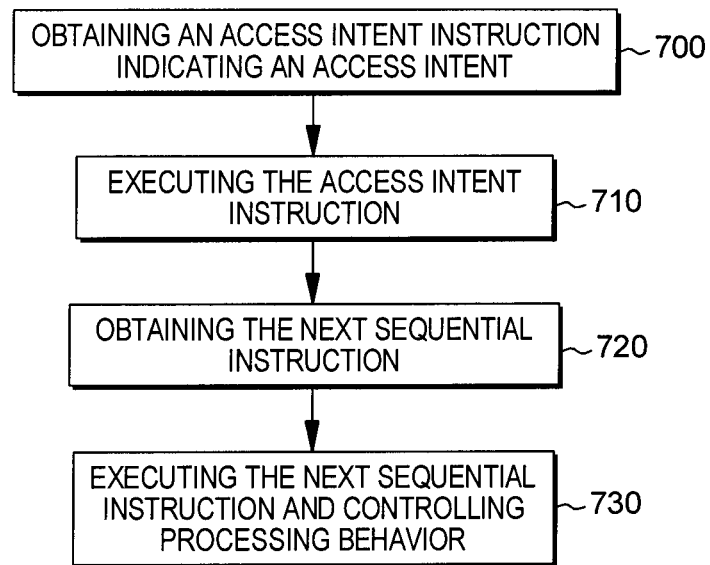 OBTAINING AN ACCESS INTENT INSTRUCTION
INDICATING AN ACCESS INTENT
700
EXECUTING THE ACCESS INTENT
INSTRUCTION
710
OBTAINING THE NEXT SEQUENTIAL
INSTRUCTION
720
EXECUTING THE NEXT SEQUENTIAL
INSTRUCTION AND CONTROLLING
PROCESSING BEHAVIOR
730